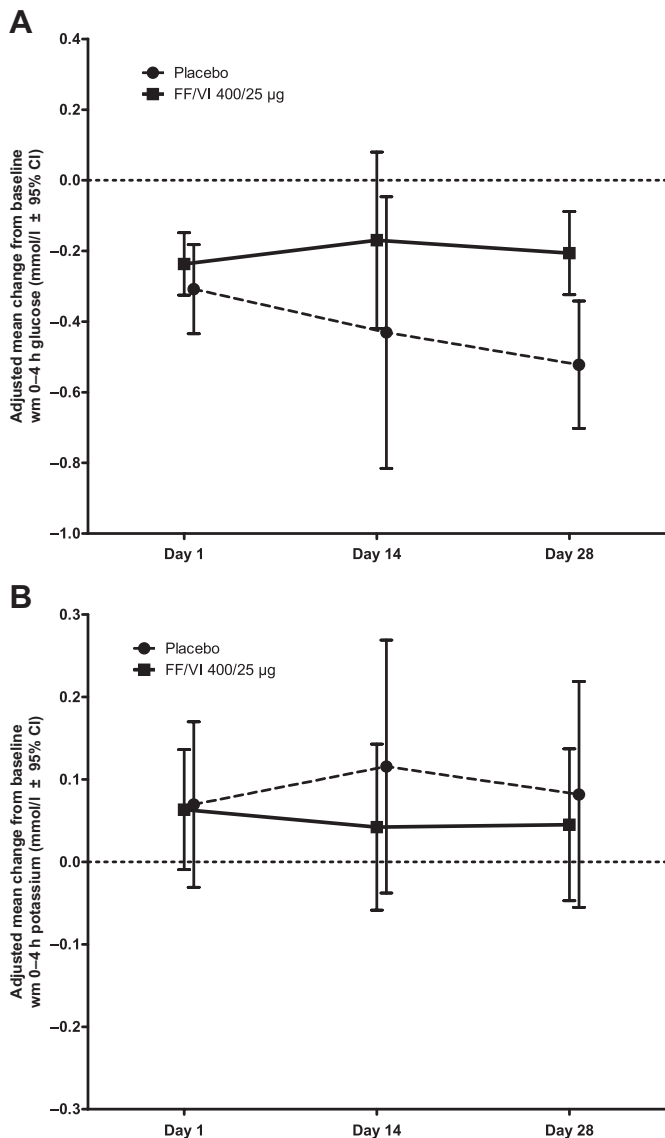 A
0.4
0.2
0.0
–0.2
–0.4
–0.6
–0.8
–1.0
Adjusted mean change from baseline
wm 0–4 h glucose (mmol/l ± 95% CI)
Placebo
FF/VI 400/25 µg
Day 1
Day 14
Day 28
B
0.3
0.2
0.1
0.0
–0.1
–0.2
–0.3
Adjusted mean change from baseline
wm 0–4 h potassium (mmol/l ± 95% CI)
Placebo
FF/VI 400/25 µg
Day 1
Day 14
Day 28